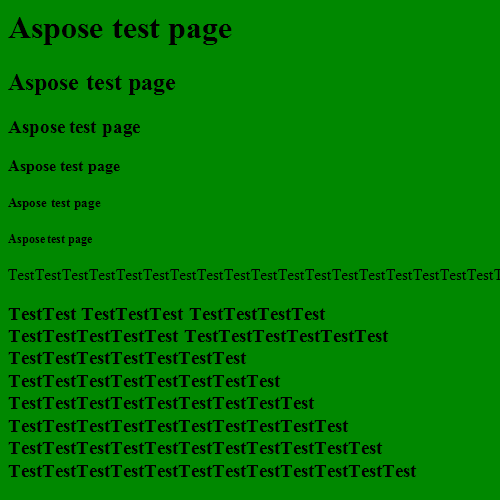 Aspose test page
Aspose test page
Aspose test page
Aspose test page
Aspose test page
Aspose test page
TestTestTestTestTestTestTestTestTestTestTestTestTestTestTestTestTestTestT
TestTest TestTestTest TestTestTestTest
TestTestTestTestTest TestTestTestTestTestTest
TestTestTestTestTestTestTest
TestTestTestTestTestTestTestTest
TestTestTestTestTestTestTestTestTest
TestTestTestTestTestTestTestTestTestTest
TestTestTestTestTestTestTestTestTestTestTest
TestTestTestTestTestTestTestTestTestTestTestTest